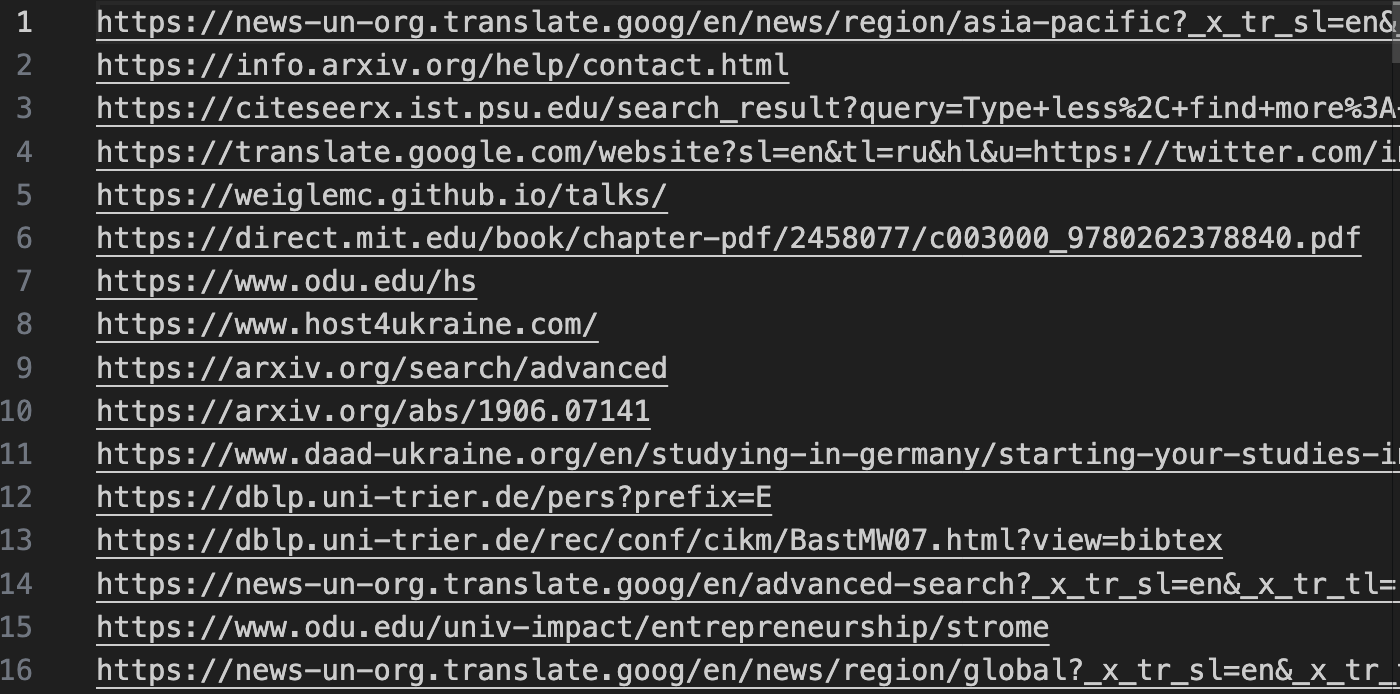 1 https://news-un-org.translate.goog/en/news/region/asia-pacific?_x_tr_sl=en&
2 https://info.arxiv.org/help/contact.html
3 https://citeseerx.ist.psu.edu/search_result?query=Type+less%2C+find+more%3A
4 https://translate.google.com/website?sl=en&tl=ru&hl&u=https://twitter.com/i
5 https://weiglemc.github.io/talks/
6 https://direct.mit.edu/book/chapter-pdf/2458077/c003000_9780262378840.pdf
7 https://www.odu.edu/hs
8 https://www.host4ukraine.com/
9 https://arxiv.org/search/advanced
10 https://arxiv.org/abs/1906.07141
11 https://www.daad-ukraine.org/en/studying-in-germany/starting-your-studies-i
12 https://dblp.uni-trier.de/pers?prefix=E
13 https://dblp.uni-trier.de/rec/conf/cikm/BastMW07.html?view=bibtex
14 https://news-un-org.translate.goog/en/advanced-search?_x_tr_sl=en&_x_tr_tl=
15 https://www.odu.edu/univ-impact/entrepreneurship/strome
16 https://news-un-org.translate.goog/en/news/region/global?_x_tr_sl=en&_x_tr_